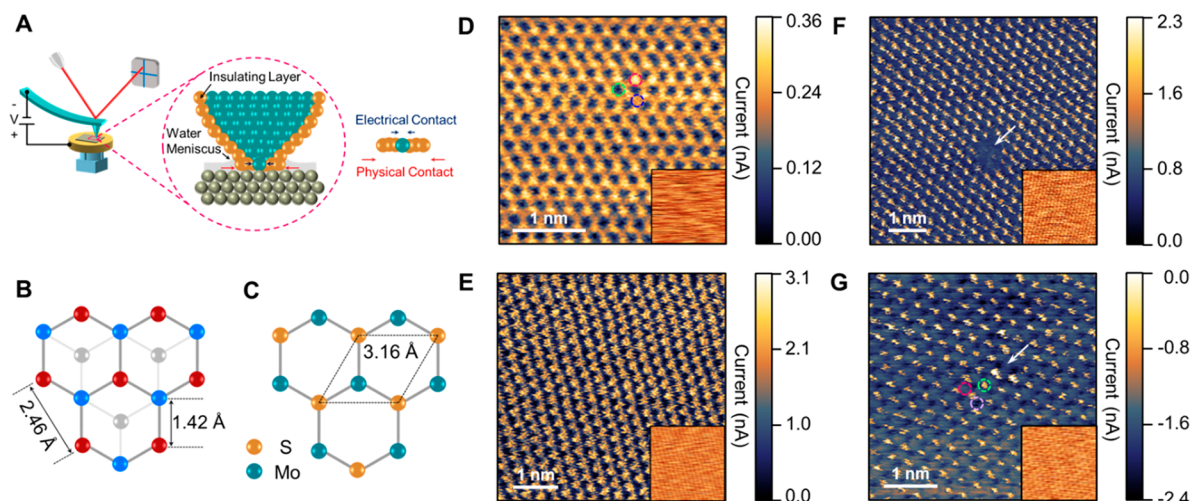 A
Insulating Layer
-
V
+
Water
Meniscus
Electrical Contact
Physical Contact
B
2.46 Å
1.42 Å
C
3.16 Å
S
Mo
D
1 nm
0.36
0.24
0.12
0.00
Current (nA)
E
1 nm
3.1
2.1
1.0
0.0
Current (nA)
F
1 nm
2.3
1.5
0.8
0.0
Current (nA)
G
1 nm
0.0
-0.8
-1.6
-2.4
Current (nA)